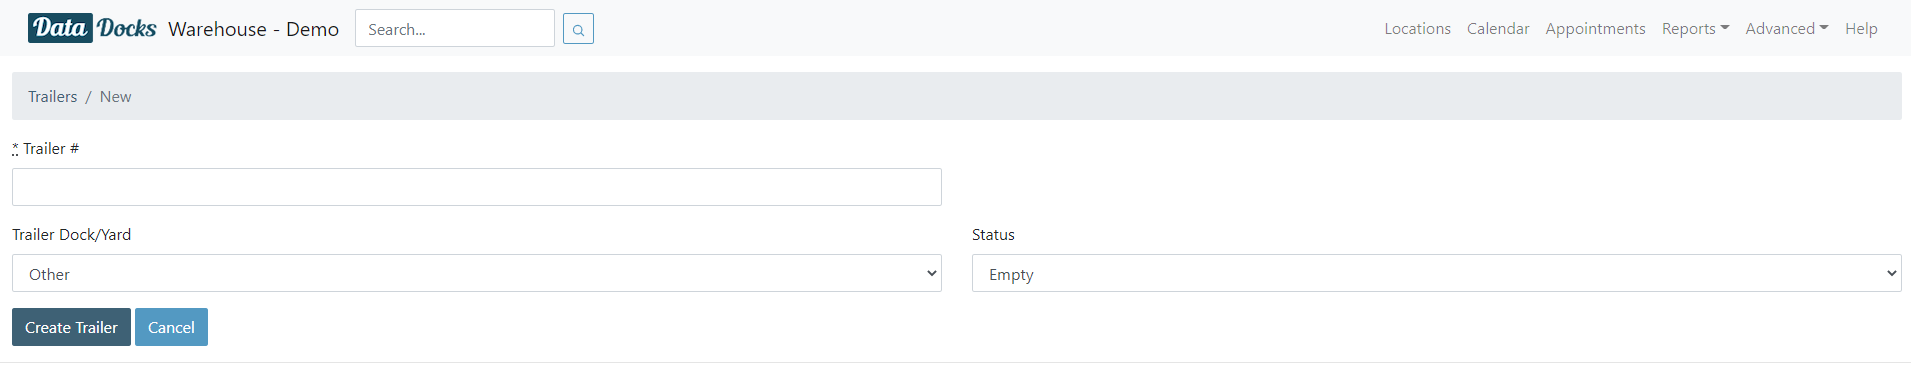 Data Docks Warehouse - Demo Search... Locations Calendar Appointments Reports Advanced Help
Trailers / New
* Trailer #
Trailer Dock/Yard Status
Other Empty
Create Trailer Cancel